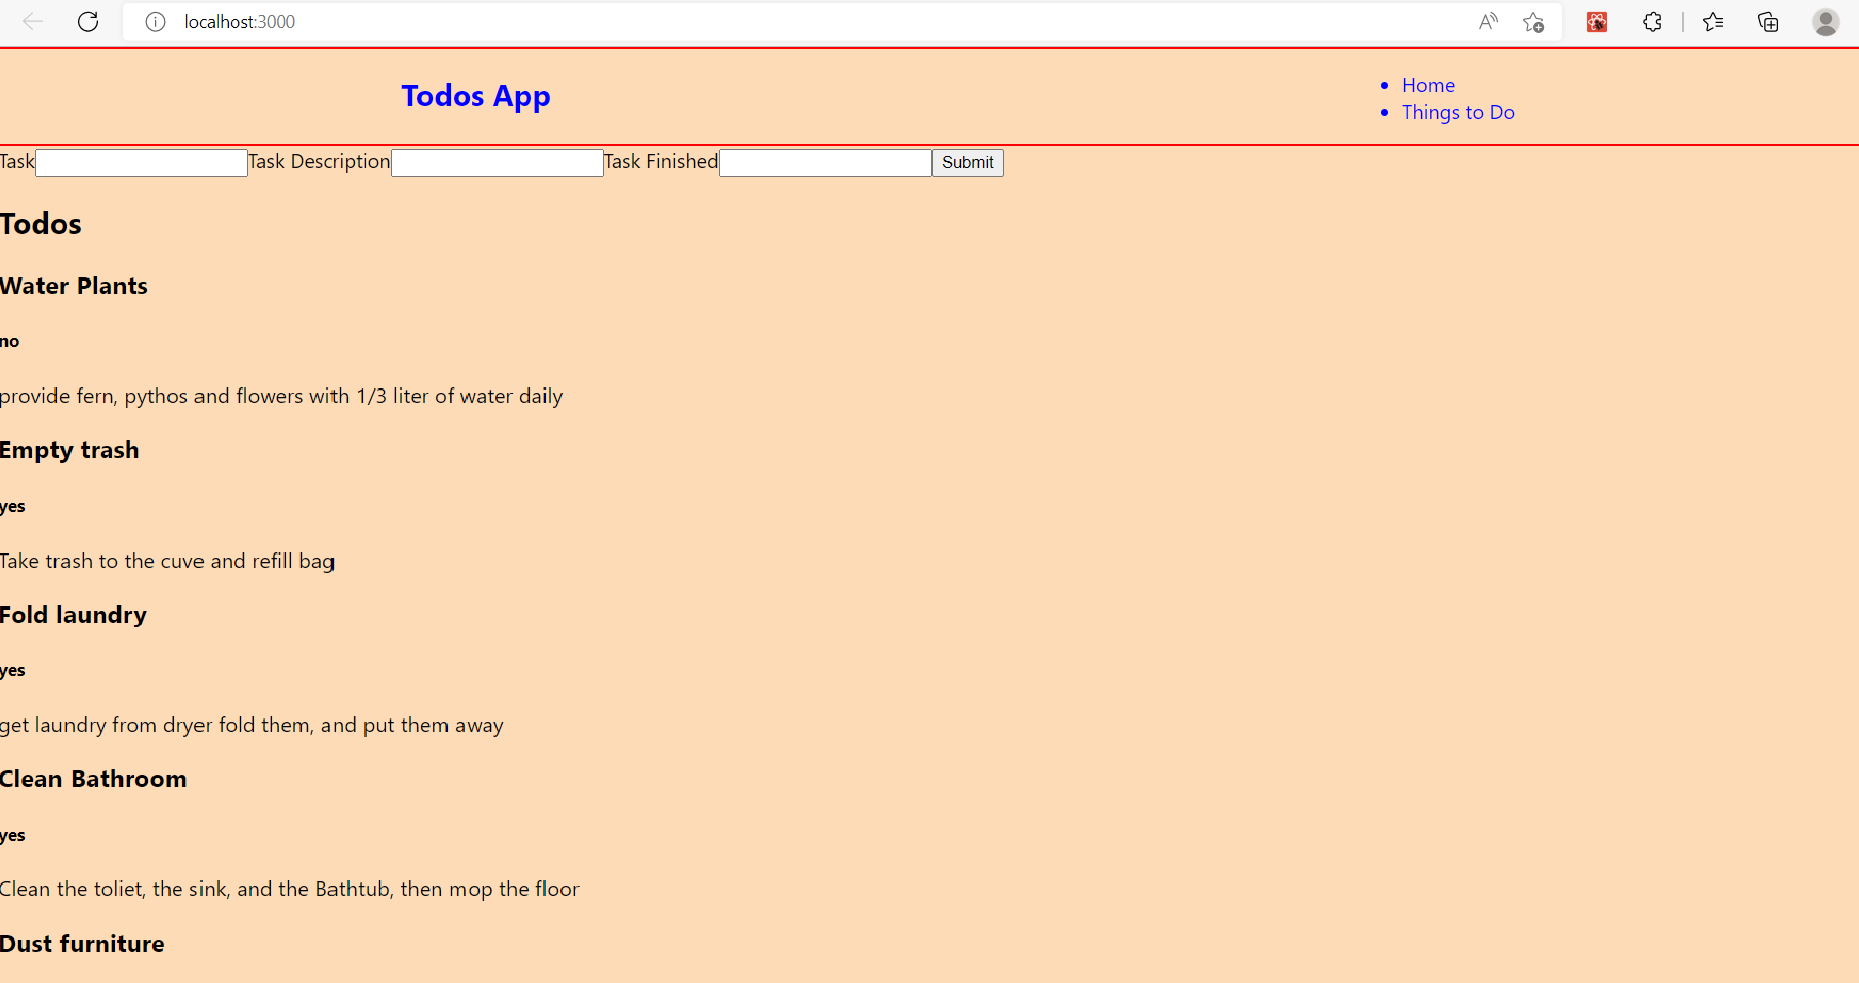 localhost:3000
Todos App
Home
Things to Do
Task Task Description Task Finished Submit
Todos
Water Plants
no
provide fern, pythos and flowers with 1/3 liter of water daily
Empty trash
yes
Take trash to the cuve and refill bag
Fold laundry
yes
get laundry from dryer fold them, and put them away
Clean Bathroom
yes
Clean the toliet, the sink, and the Bathtub, then mop the floor
Dust furniture